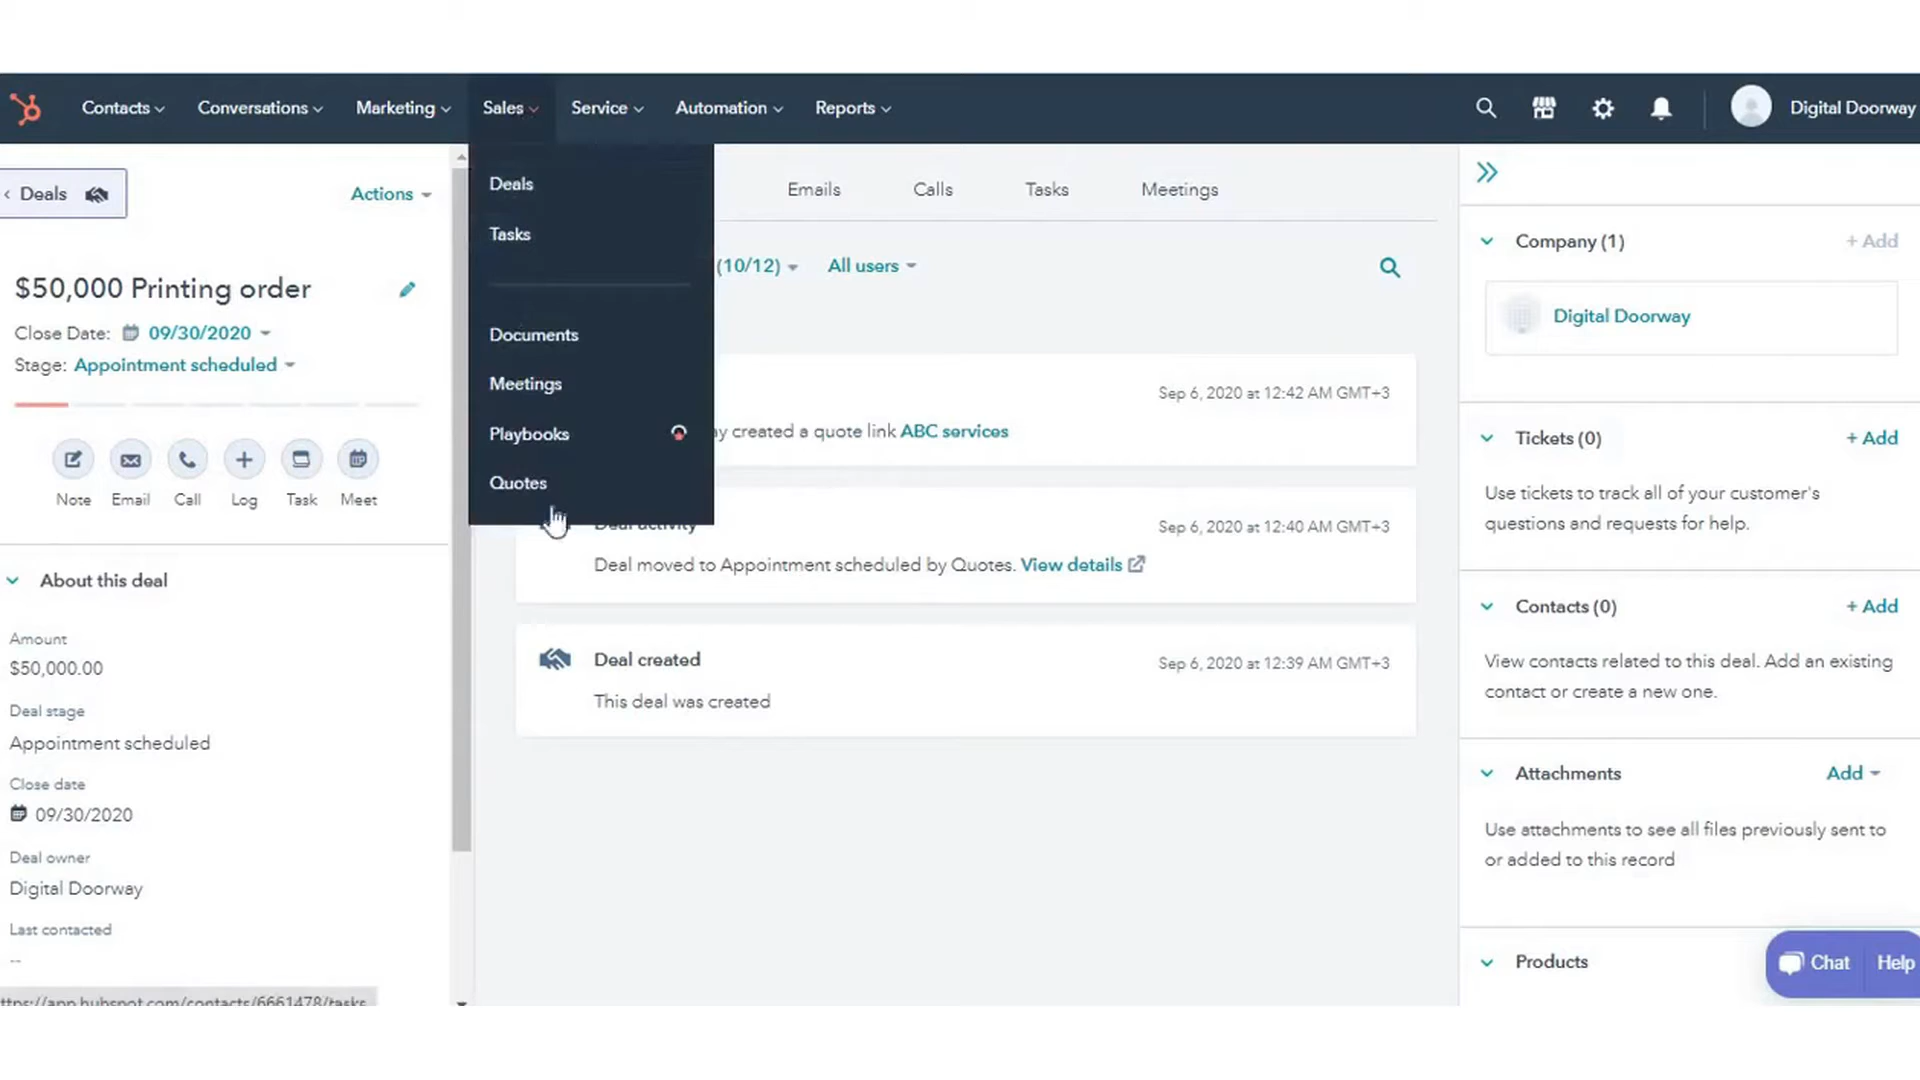 Contacts
Conversations
Marketing
Sales
Service
Automation
Reports
Digital Doorway
Deals
Actions
$50,000 Printing order
Close Date: 09/30/2020
Stage: Appointment scheduled
Note
Email
Call
Log
Task
Meet
About this deal
Amount
$50,000.00
Deal stage
Appointment scheduled
Close date
09/30/2020
Deal owner
Digital Doorway
Last contacted
--
ttps://app.hubspot.com/contacts/6661478/tasks
Deals
Tasks
Documents
Meetings
Playbooks
Quotes
Emails
Calls
Tasks
Meetings
(10/12)
All users
Sep 6, 2020 at 12:42 AM GMT+3
ay created a quote link ABC services
Deal activity
Sep 6, 2020 at 12:40 AM GMT+3
Deal moved to Appointment scheduled by Quotes. View details
Deal created
Sep 6, 2020 at 12:39 AM GMT+3
This deal was created
Company (1)
+ Add
Digital Doorway
Tickets (0)
+ Add
Use tickets to track all of your customer's
questions and requests for help.
Contacts (0)
+ Add
View contacts related to this deal. Add an existing
contact or create a new one.
Attachments
Add
Use attachments to see all files previously sent to
or added to this record
Products
Chat
Help